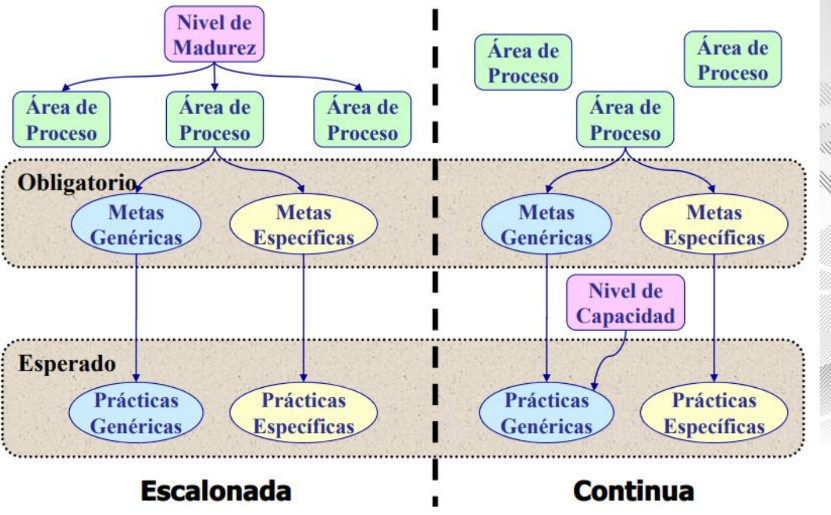 Nivel de
Madurez
Área de
Proceso
Área de
Proceso
Área de
Proceso
Obligatorio
Metas
Genéricas
Metas
Específicas
Esperado
Prácticas
Genéricas
Prácticas
Específicas
Escalonada
Área de
Proceso
Área de
Proceso
Área de
Proceso
Metas
Genéricas
Metas
Específicas
Nivel de
Capacidad
Prácticas
Genéricas
Prácticas
Específicas
Continua